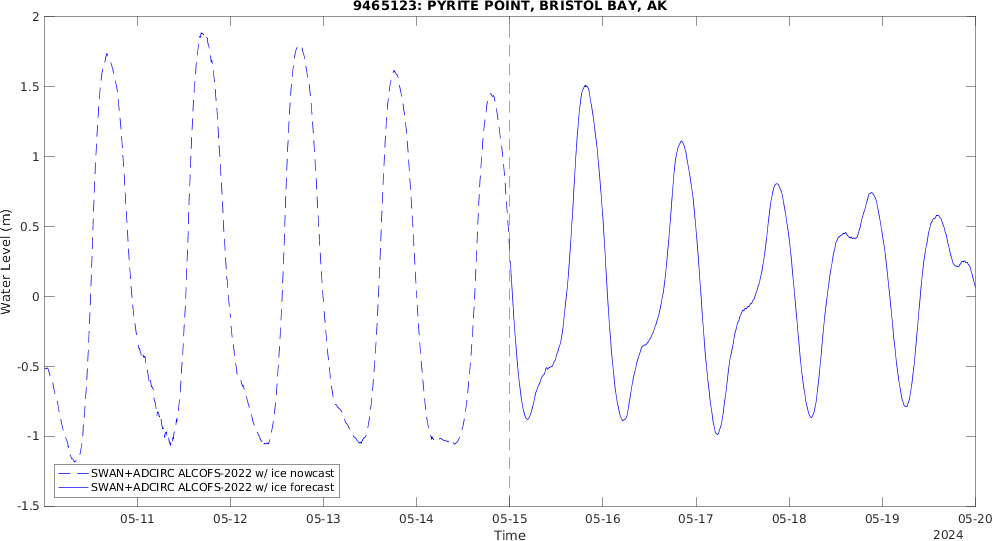 9465123: PYRITE POINT, BRISTOL BAY, AK
Water Level (m)
2
1.5
1
0.5
0
-0.5
-1
-1.5
SWAN+ADCIRC ALCOFS-2022 w/ ice nowcast
SWAN+ADCIRC ALCOFS-2022 w/ ice forecast
05-11 05-12 05-13 05-14 05-15 05-16 05-17 05-18 05-19 05-20
Time
2024